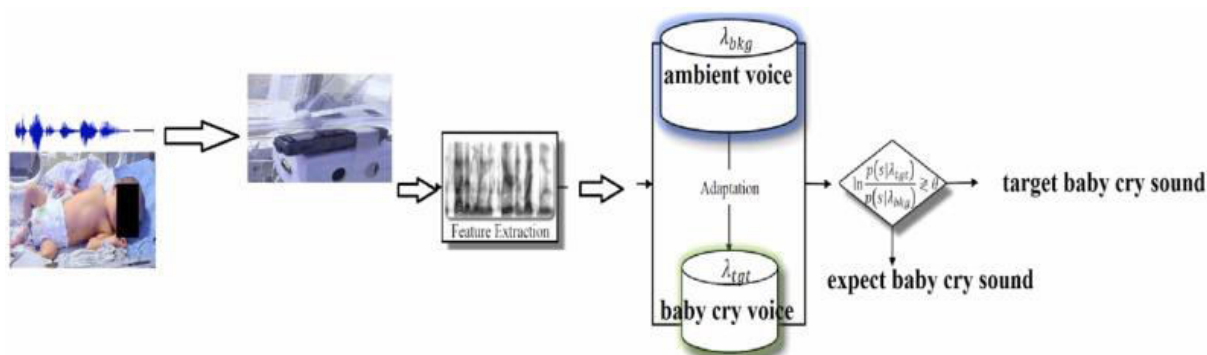 λbkg
ambient voice
Feature Extraction
Adaptation
λtgt
baby cry voice
ln p(s|λtgt) / p(s|λbkg) ≷ θ
target baby cry sound
expect baby cry sound